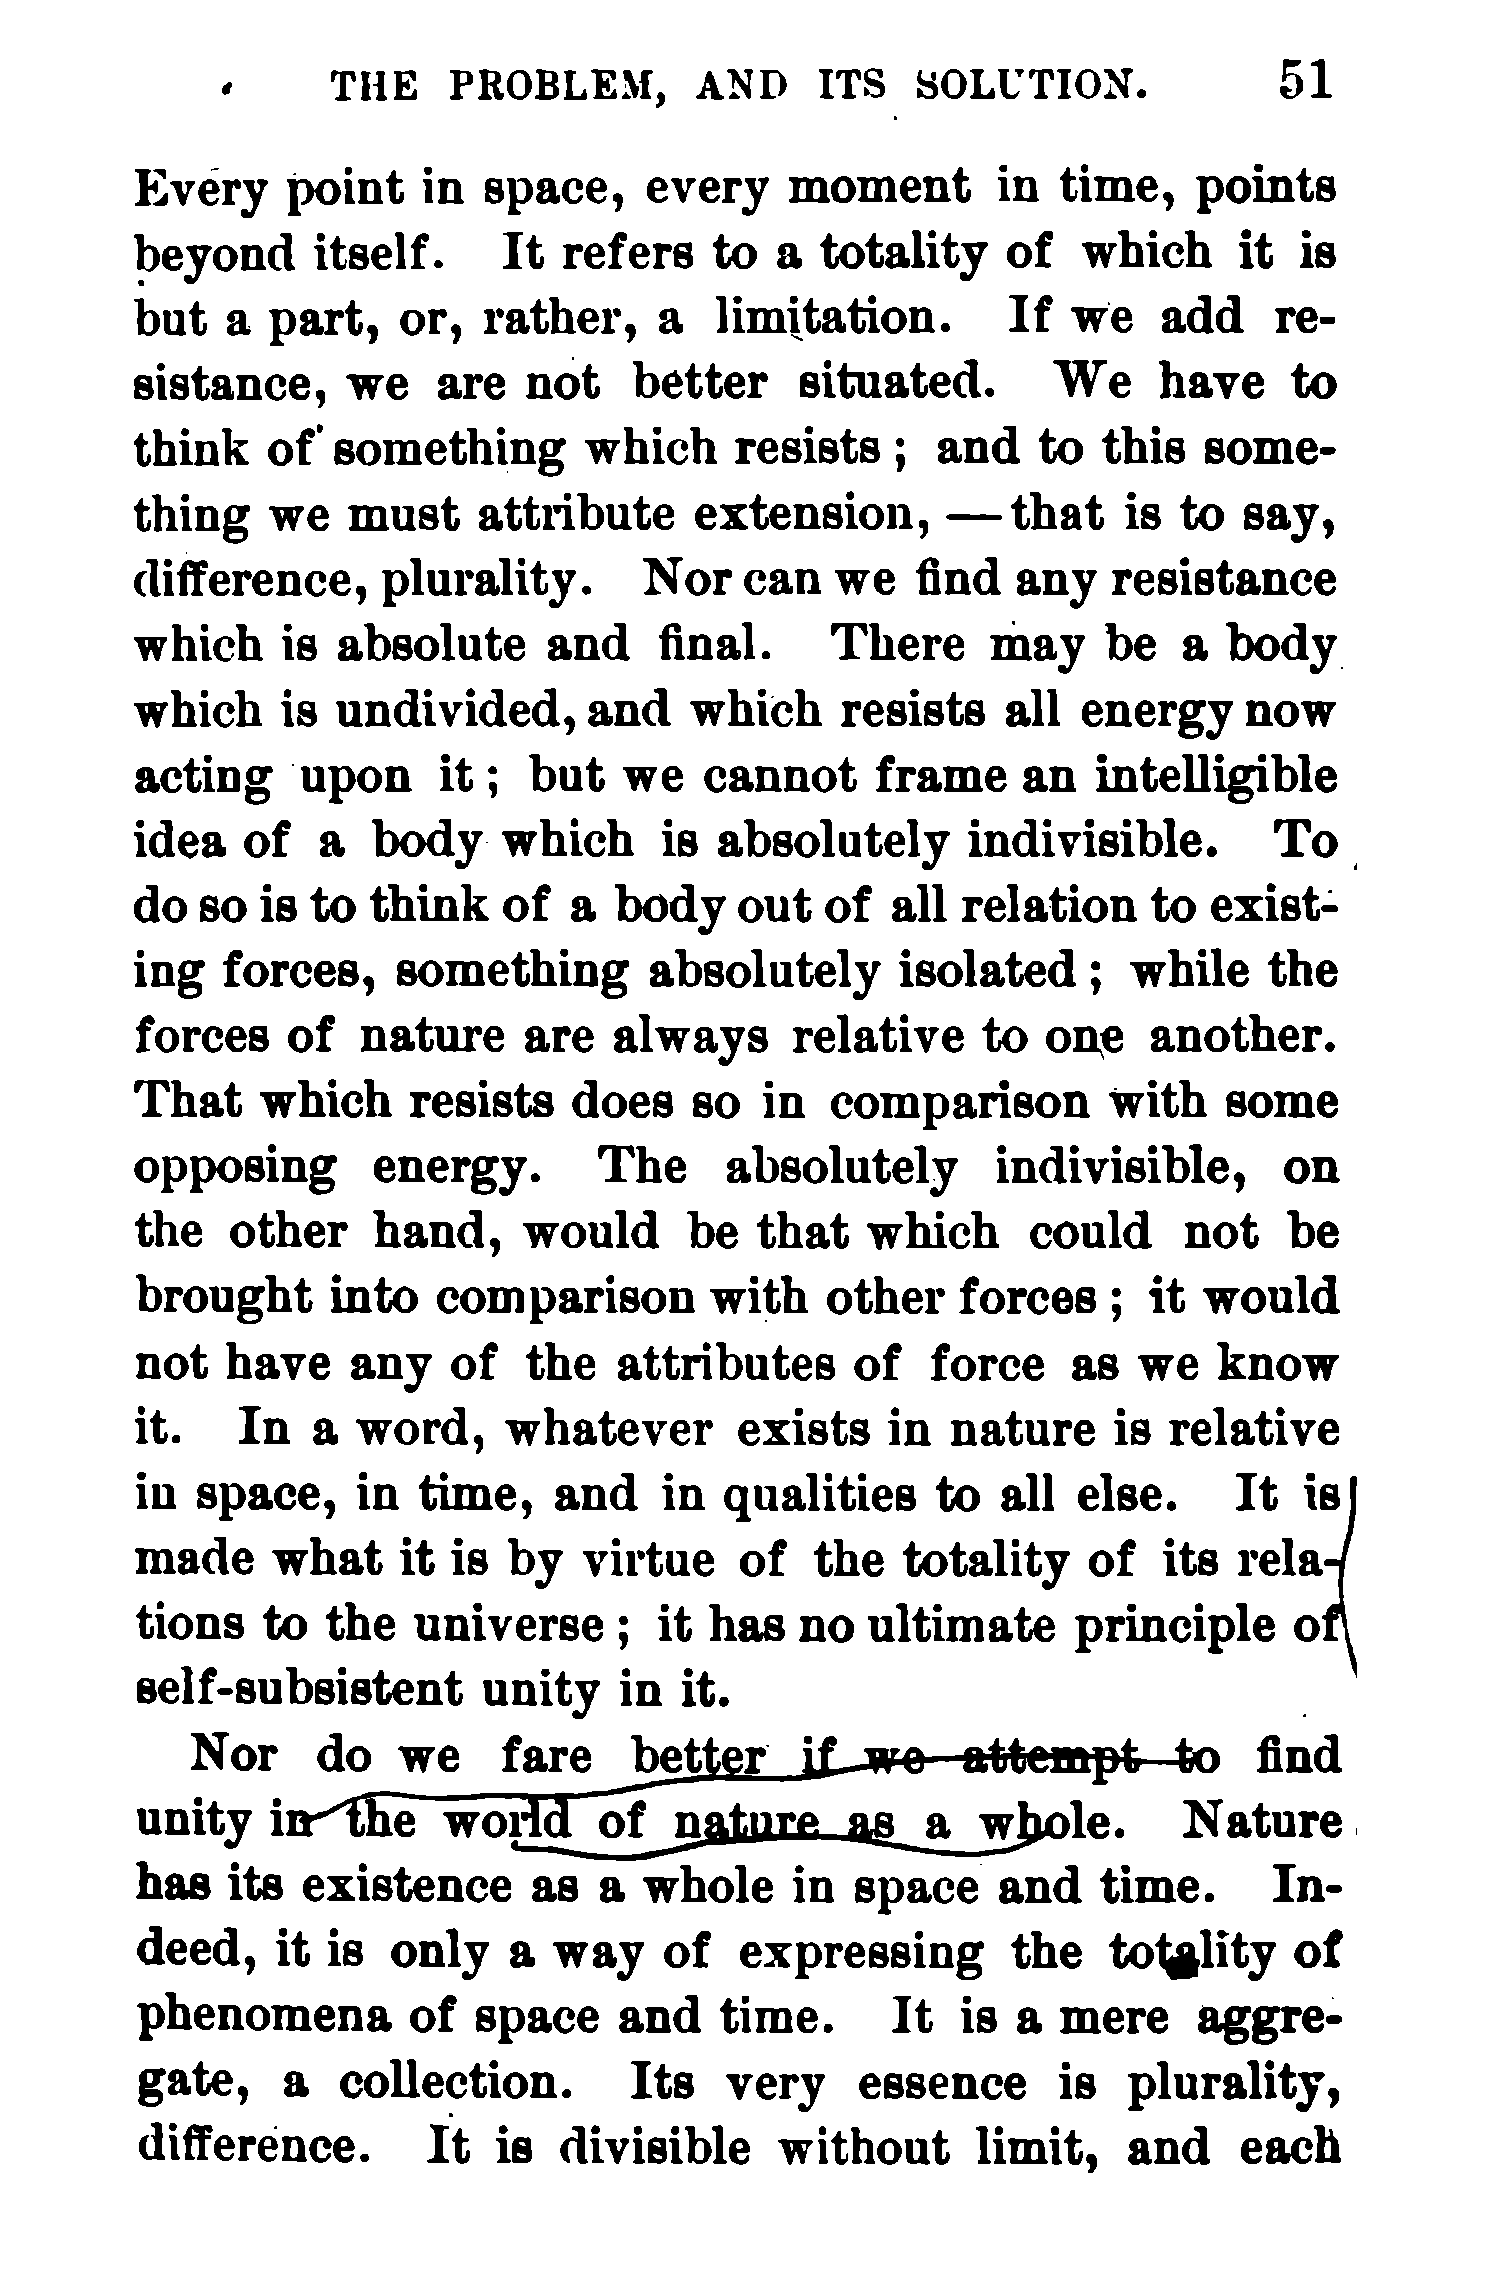 THE PROBLEM, AND ITS SOLUTION. 51
Every point in space, every moment in time, points
beyond itself. It refers to a totality of which it is
but a part, or, rather, a limitation. If we add re-
sistance, we are not better situated. We have to
think of something which resists ; and to this some-
thing we must attribute extension, — that is to say,
difference, plurality. Nor can we find any resistance
which is absolute and final. There may be a body
which is undivided, and which resists all energy now
acting upon it ; but we cannot frame an intelligible
idea of a body which is absolutely indivisible. To
do so is to think of a body out of all relation to exist-
ing forces, something absolutely isolated ; while the
forces of nature are always relative to one another.
That which resists does so in comparison with some
opposing energy. The absolutely indivisible, on
the other hand, would be that which could not be
brought into comparison with other forces ; it would
not have any of the attributes of force as we know
it. In a word, whatever exists in nature is relative
in space, in time, and in qualities to all else. It is
made what it is by virtue of the totality of its rela-
tions to the universe ; it has no ultimate principle of
self-subsistent unity in it.
Nor do we fare better if we attempt to find
unity in the world of nature as a whole. Nature
has its existence as a whole in space and time. In-
deed, it is only a way of expressing the totality of
phenomena of space and time. It is a mere aggre-
gate, a collection. Its very essence is plurality,
difference. It is divisible without limit, and each